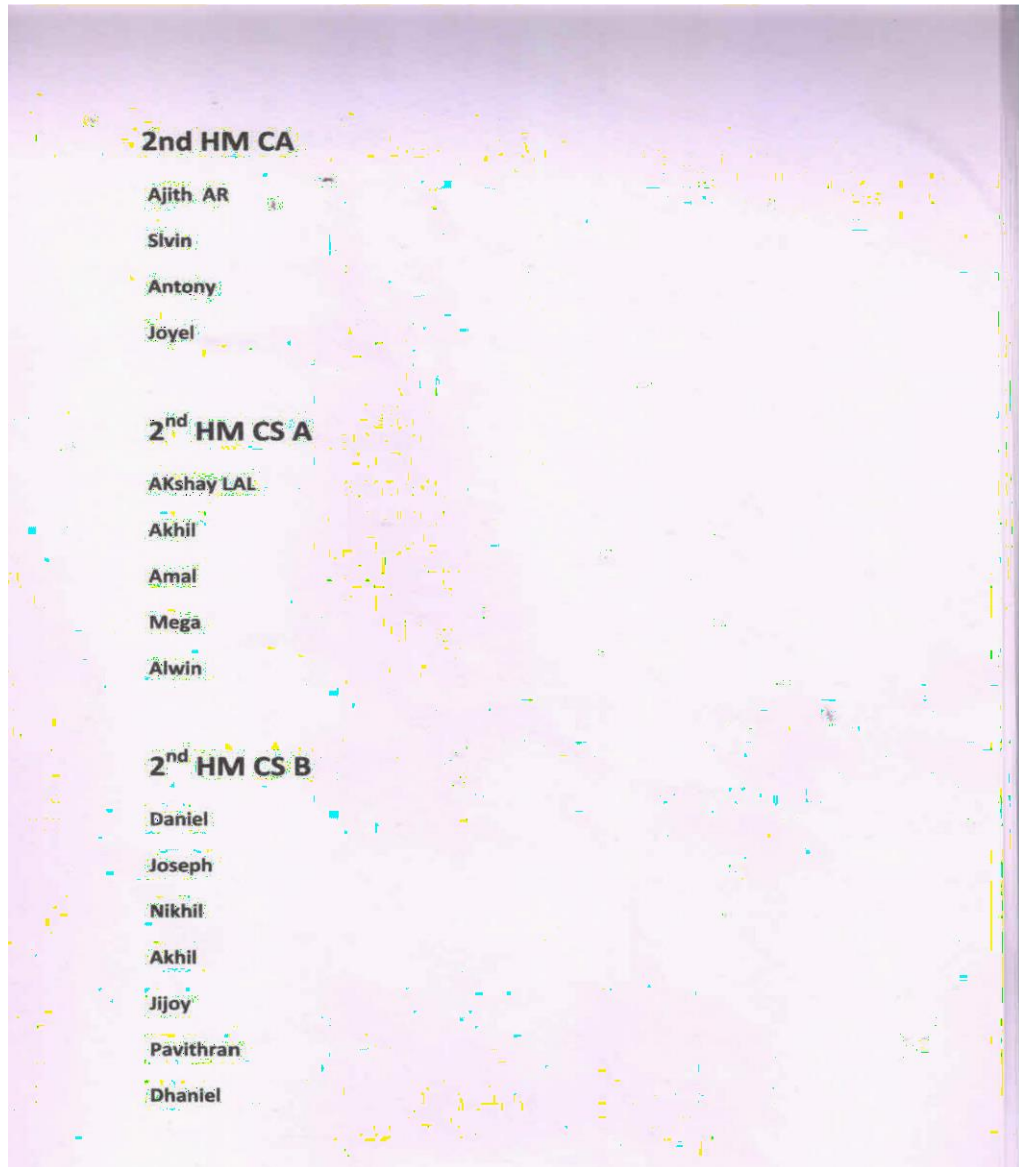 2nd HM CA
Ajith AR
Slvin
Antony
Joyel
2nd HM CS A
AKshay LAL
Akhil
Amal
Mega
Alwin
2nd HM CS B
Daniel
Joseph
Nikhil
Akhil
Jijoy
Pavithran
Dhaniel